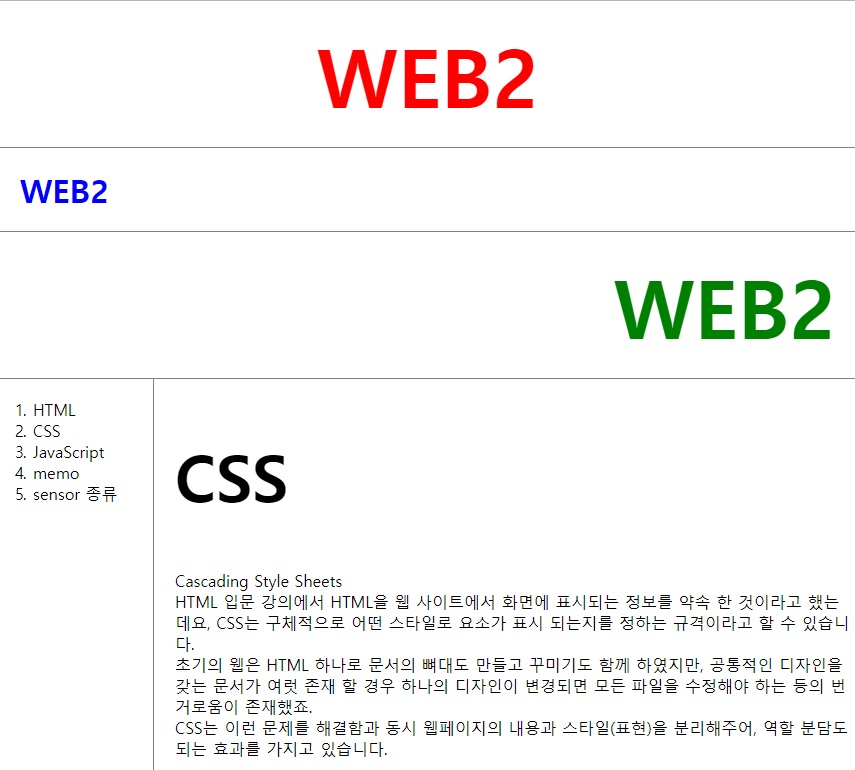 WEB2
WEB2
WEB2
1. HTML
2. CSS
3. JavaScript
4. memo
5. sensor 종류
CSS
Cascading Style Sheets
HTML 입문 강의에서 HTML을 웹 사이트에서 화면에 표시되는 정보를 약속 한 것이라고 했는
데요, CSS는 구체적으로 어떤 스타일로 요소가 표시 되는지를 정하는 규격이라고 할 수 있습니
다.
초기의 웹은 HTML 하나로 문서의 뼈대도 만들고 꾸미기도 함께 하였지만, 공통적인 디자인을
갖는 문서가 여럿 존재 할 경우 하나의 디자인이 변경되면 모든 파일을 수정해야 하는 등의 번
거로움이 존재했죠.
CSS는 이런 문제를 해결함과 동시 웹페이지의 내용과 스타일(표현)을 분리해주어, 역할 분담도
되는 효과를 가지고 있습니다.